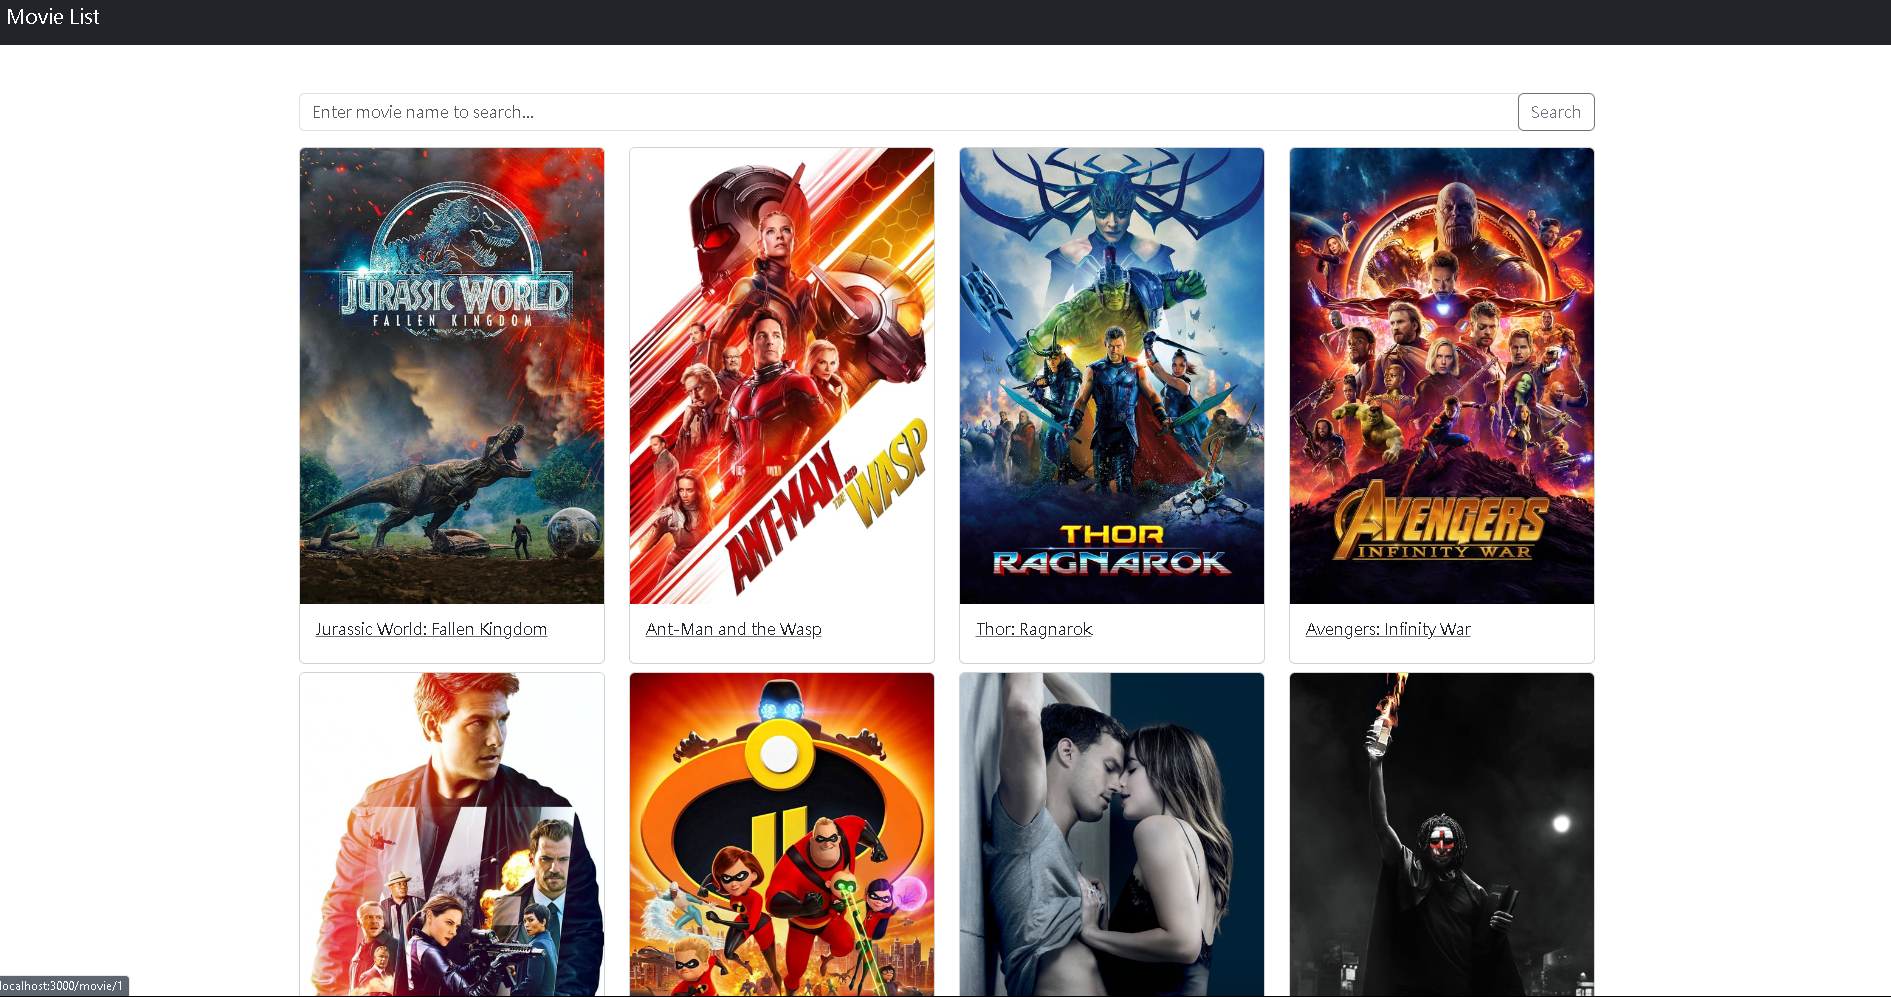 Movie List
Enter movie name to search...
Search
JURASSIC WORLD
FALLEN KINGDOM
ANT-MAN AND THE WASP
THOR
RAGNAROK
AVENGERS
INFINITY WAR
Jurassic World: Fallen Kingdom
Ant-Man and the Wasp
Thor: Ragnarok
Avengers: Infinity War
localhost:3000/movie/1